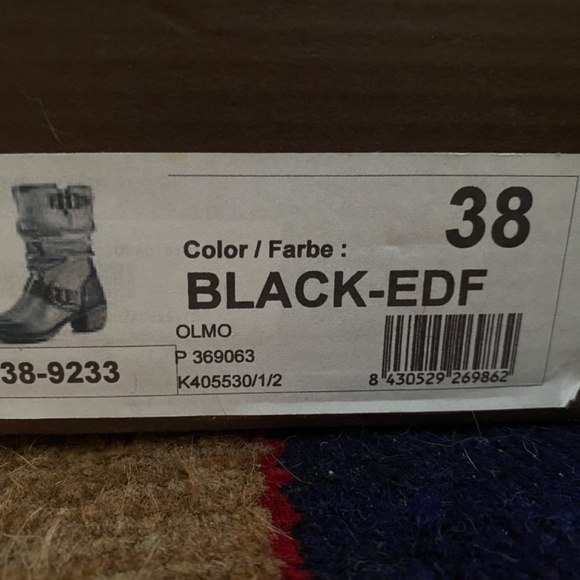 38
Color / Farbe :
BLACK-EDF
OLMO
P 369063
K405530/1/2
38-9233
8 430529 269862